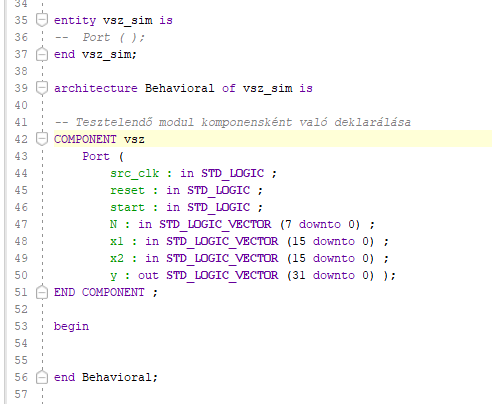 34
35 entity vsz_sim is
36 -- Port ( );
37 end vsz_sim;
38
39 architecture Behavioral of vsz_sim is
40
41 -- Tesztelendő modul komponensként való deklarálása
42 COMPONENT vsz
43 Port (
44 src_clk : in STD_LOGIC ;
45 reset : in STD_LOGIC ;
46 start : in STD_LOGIC ;
47 N : in STD_LOGIC_VECTOR (7 downto 0) ;
48 x1 : in STD_LOGIC_VECTOR (15 downto 0) ;
49 x2 : in STD_LOGIC_VECTOR (15 downto 0) ;
50 y : out STD_LOGIC_VECTOR (31 downto 0) );
51 END COMPONENT ;
52
53 begin
54
55
56 end Behavioral;
57